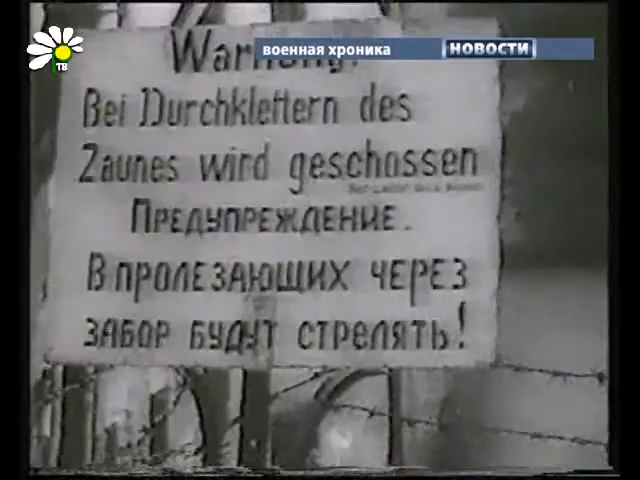 ТВ
военная хроника
НОВОСТИ
Warnung!
Bei Durchklettern des
Zaunes wird geschossen
Предупреждение.
В пролезающих через
забор будут стрелять!